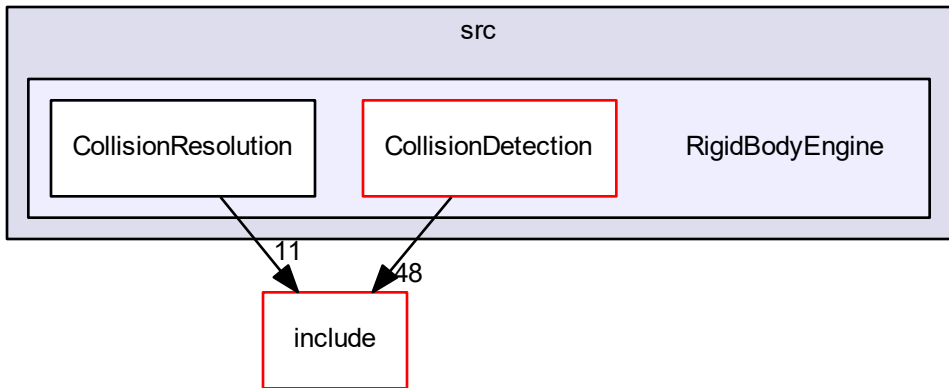 src
CollisionResolution
CollisionDetection
RigidBodyEngine
11
48
include